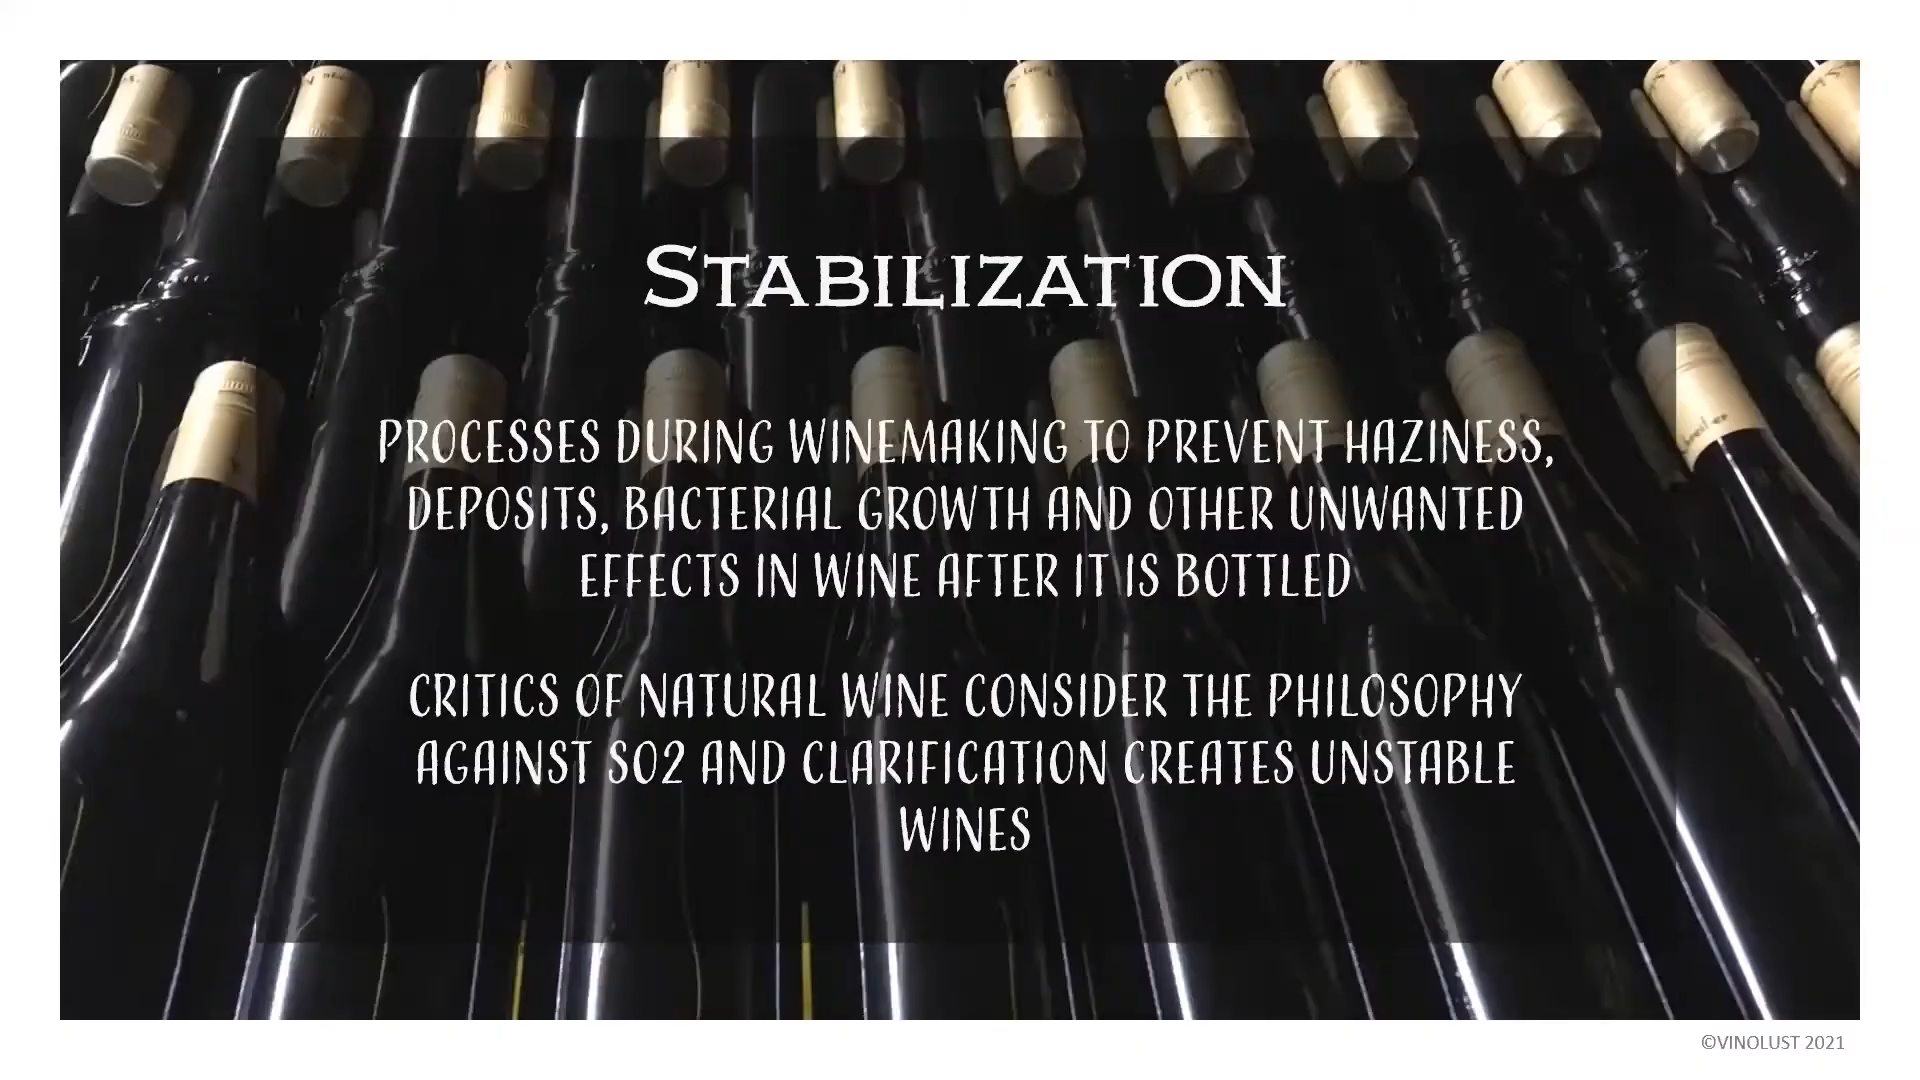 Stabilization
PROCESSES DURING WINEMAKING TO PREVENT HAZINESS,
DEPOSITS, BACTERIAL GROWTH AND OTHER UNWANTED
EFFECTS IN WINE AFTER IT IS BOTTLED
CRITICS OF NATURAL WINE CONSIDER THE PHILOSOPHY
AGAINST SO2 AND CLARIFICATION CREATES UNSTABLE
WINES
©VINOLUST 2021